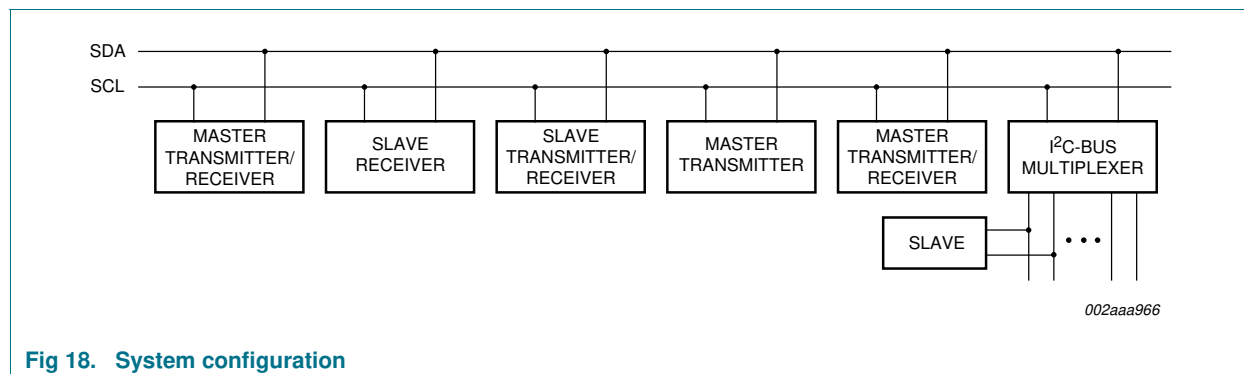 SDA
SCL
MASTER
TRANSMITTER/
RECEIVER
SLAVE
RECEIVER
SLAVE
TRANSMITTER/
RECEIVER
MASTER
TRANSMITTER
MASTER
TRANSMITTER/
RECEIVER
I²C-BUS
MULTIPLEXER
SLAVE
002aaa966
Fig 18. System configuration